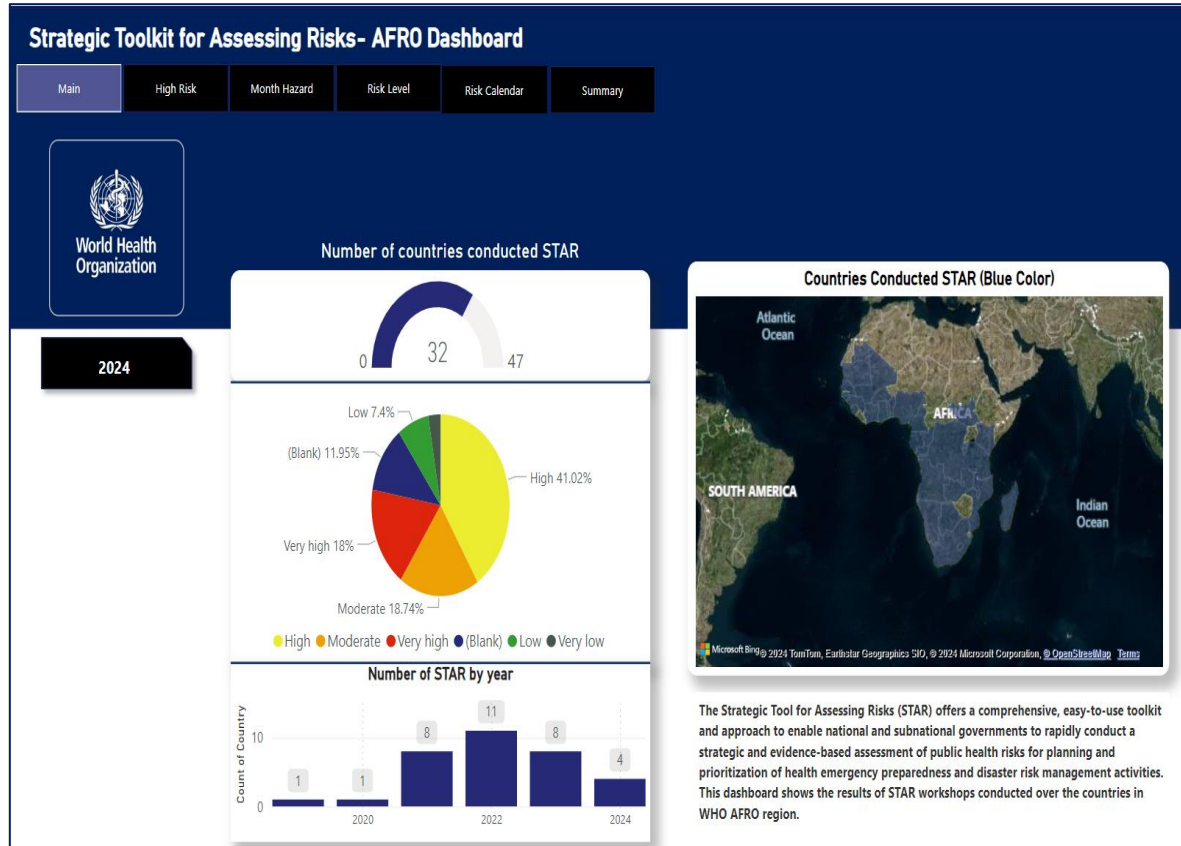 Strategic Toolkit for Assessing Risks- AFRO Dashboard
Main
High Risk
Month Hazard
Risk Level
Risk Calendar
Summary
World Health
Organization
2024
Number of countries conducted STAR
0
32
47
Low 7.4%
(Blank) 11.95%
High 41.02%
Very high 18%
Moderate 18.74%
High Moderate Very high (Blank) Low Very low
Number of STAR by year
Count of Country
10
0
1
1
8
11
8
4
2020
2022
2024
Countries Conducted STAR (Blue Color)
Atlantic
Ocean
AFRICA
SOUTH AMERICA
Indian
Ocean
Microsoft Bing © 2024 TomTom, Earthstar Geographics SIO, © 2024 Microsoft Corporation, © OpenStreetMap Terms
The Strategic Tool for Assessing Risks (STAR) offers a comprehensive, easy-to-use toolkit
and approach to enable national and subnational governments to rapidly conduct a
strategic and evidence-based assessment of public health risks for planning and
prioritization of health emergency preparedness and disaster risk management activities.
This dashboard shows the results of STAR workshops conducted over the countries in
WHO AFRO region.